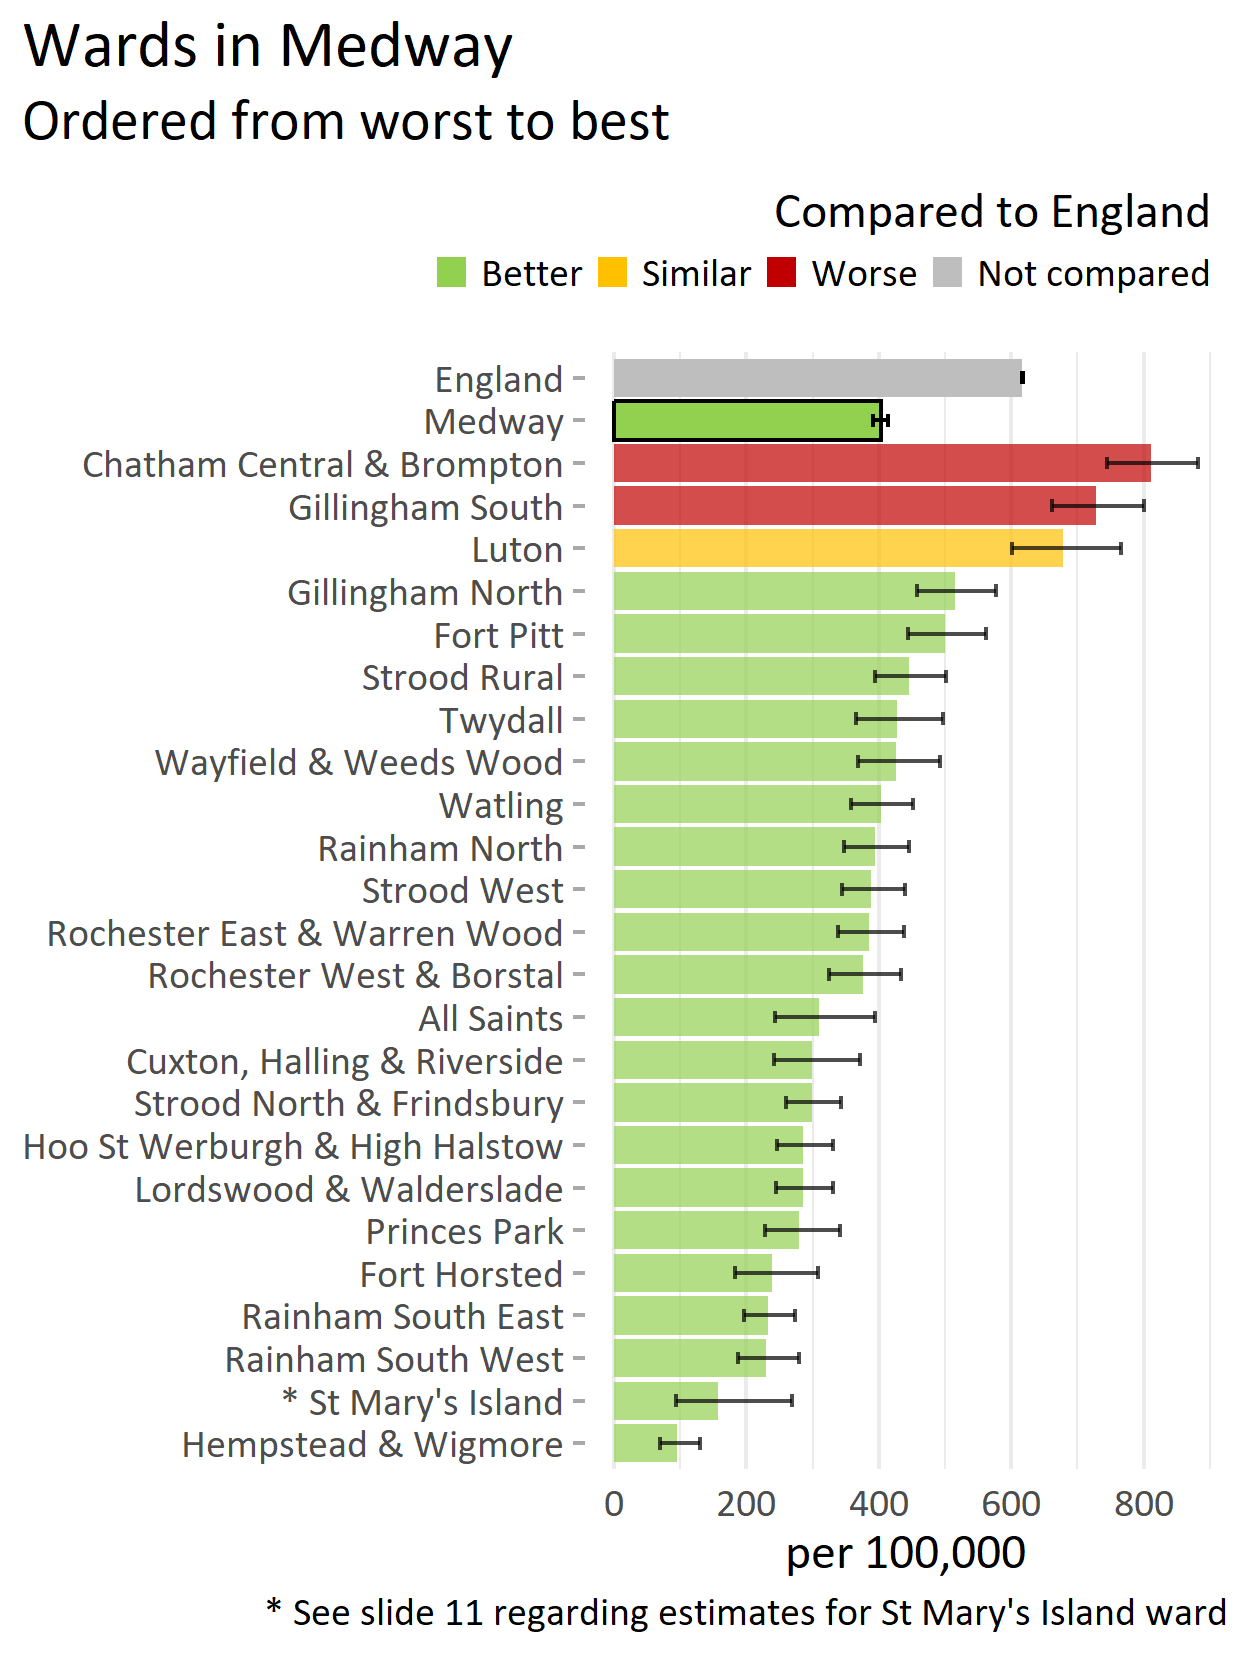 Wards in Medway
Ordered from worst to best
Compared to England
Better Similar Worse Not compared
England
Medway
Chatham Central & Brompton
Gillingham South
Luton
Gillingham North
Fort Pitt
Strood Rural
Twydall
Wayfield & Weeds Wood
Watling
Rainham North
Strood West
Rochester East & Warren Wood
Rochester West & Borstal
All Saints
Cuxton, Halling & Riverside
Strood North & Frindsbury
Hoo St Werburgh & High Halstow
Lordswood & Walderslade
Princes Park
Fort Horsted
Rainham South East
Rainham South West
* St Mary's Island
Hempstead & Wigmore
0 200 400 600 800
per 100,000
* See slide 11 regarding estimates for St Mary's Island ward